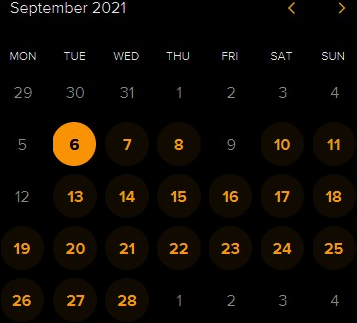 September 2021
MON TUE WED THU FRI SAT SUN
29 30 31 1 2 3 4
5 6 7 8 9 10 11
12 13 14 15 16 17 18
19 20 21 22 23 24 25
26 27 28 1 2 3 4